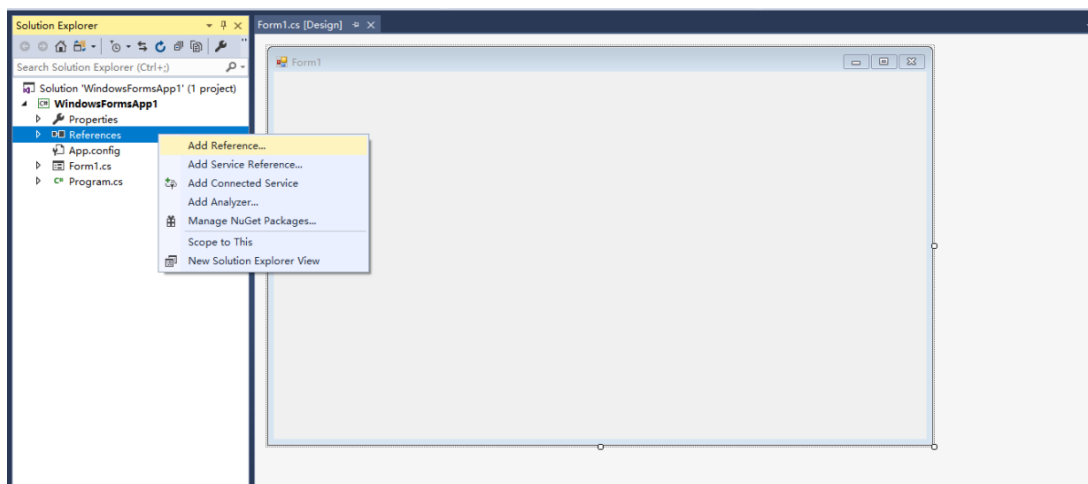 Solution Explorer
Form1.cs [Design]
Search Solution Explorer (Ctrl+;)
Form1
Solution 'WindowsFormsApp1' (1 project)
WindowsFormsApp1
Properties
References
App.config
Form1.cs
Program.cs
Add Reference...
Add Service Reference...
Add Connected Service
Add Analyzer...
Manage NuGet Packages...
Scope to This
New Solution Explorer View